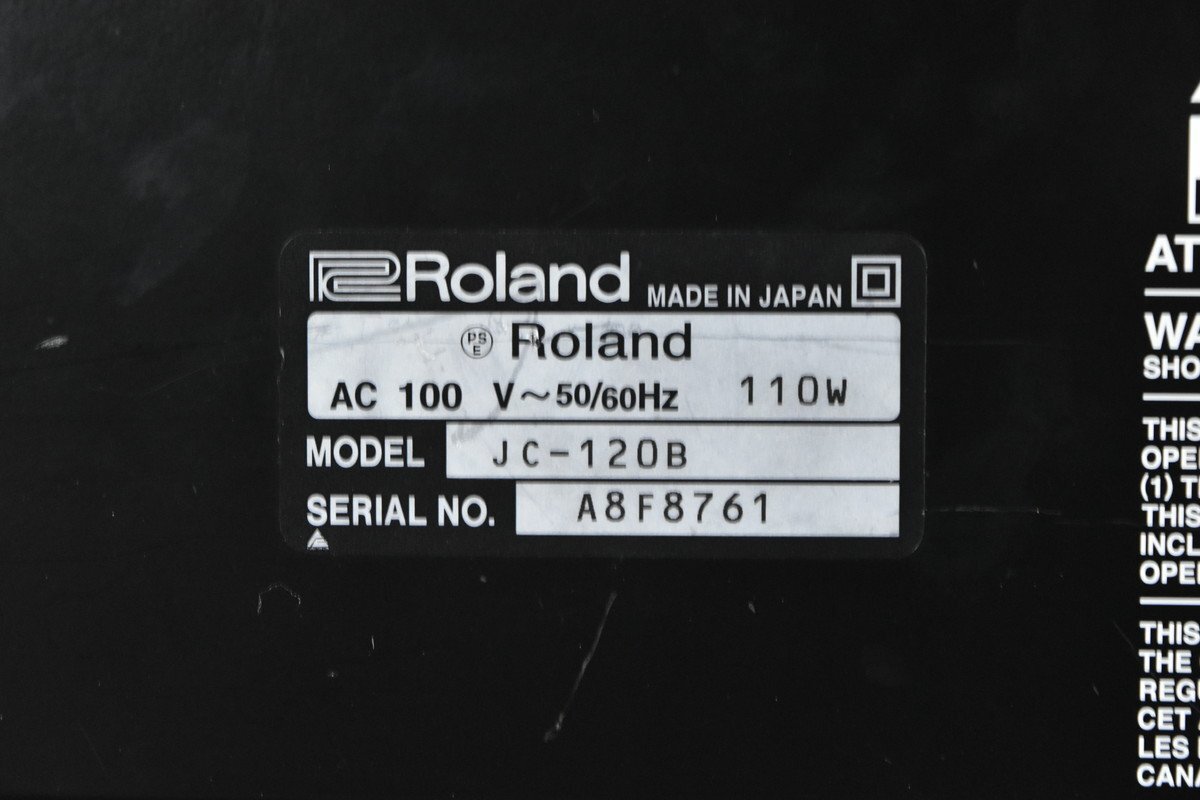 Roland MADE IN JAPAN
PSE Roland
AC 100 V～50/60Hz 110W
MODEL JC-120B
SERIAL NO. A8F8761
AT
WA
SHO
THIS
OPE
(1) T
THIS
INCL
OPE
THIS
THE
REG
CET
LES
CANA